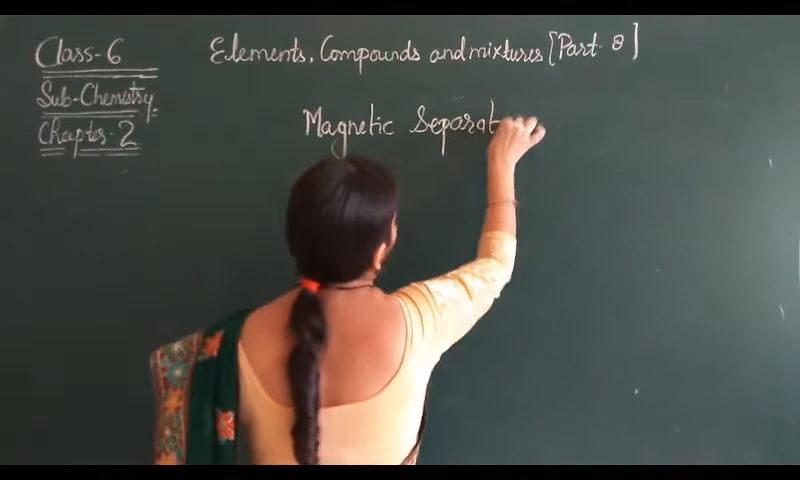 Class-6
Elements, Compounds and mixtures [Part-8]
Sub-Chemistry
Chapter-2
Magnetic Separat